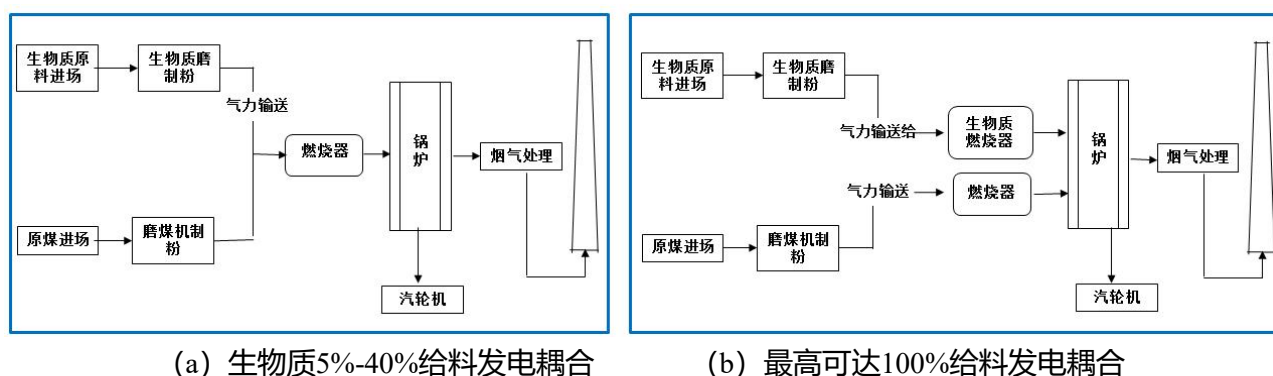 生物质原
料进场
生物质磨
制粉
气力输送
燃烧器
锅
炉
烟气处理
原煤进场
磨煤机制
粉
汽轮机
生物质原
料进场
生物质磨
制粉
气力输送给
生物质
燃烧器
锅
炉
烟气处理
气力输送
燃烧器
原煤进场
磨煤机制
粉
汽轮机
(a）生物质5%-40%给料发电耦合
(b）最高可达100%给料发电耦合